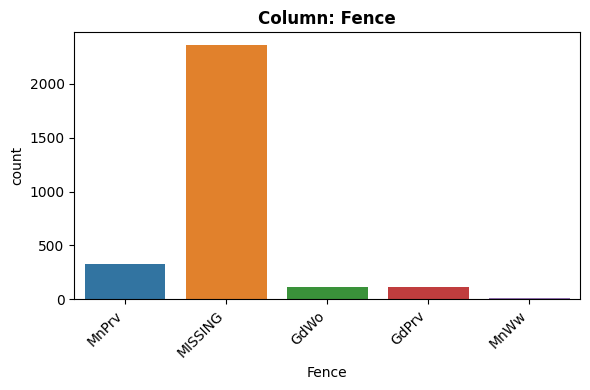 Column: Fence
count
2000
1500
1000
500
0
MnPrv
MISSING
GdWo
GdPrv
MnWw
Fence